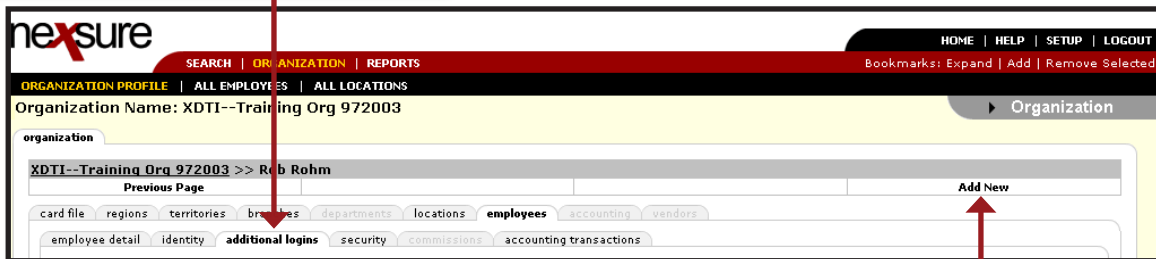 nexsure
HOME | HELP | SETUP | LOGOUT
SEARCH | ORGANIZATION | REPORTS
Bookmarks: Expand | Add | Remove Selected
ORGANIZATION PROFILE | ALL EMPLOYEES | ALL LOCATIONS
Organization Name: XDTI--Training Org 972003
Organization
organization
XDTI--Training Org 972003 >> Rob Rohm
Previous Page Add New
card file regions territories branches departments locations employees accounting vendors
employee detail identity additional logins security commissions accounting transactions